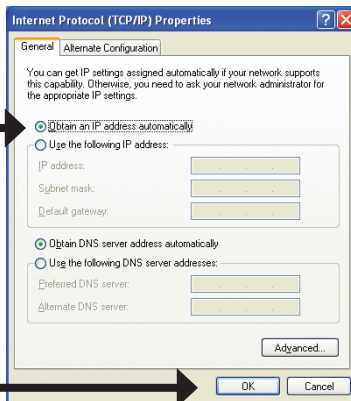 Internet Protocol (TCP/IP) Properties
General Alternate Configuration
You can get IP settings assigned automatically if your network supports
this capability. Otherwise, you need to ask your network administrator for
the appropriate IP settings.
Obtain an IP address automatically
Use the following IP address:
IP address:
Subnet mask:
Default gateway:
Obtain DNS server address automatically
Use the following DNS server addresses:
Preferred DNS server:
Alternate DNS server:
Advanced...
OK Cancel